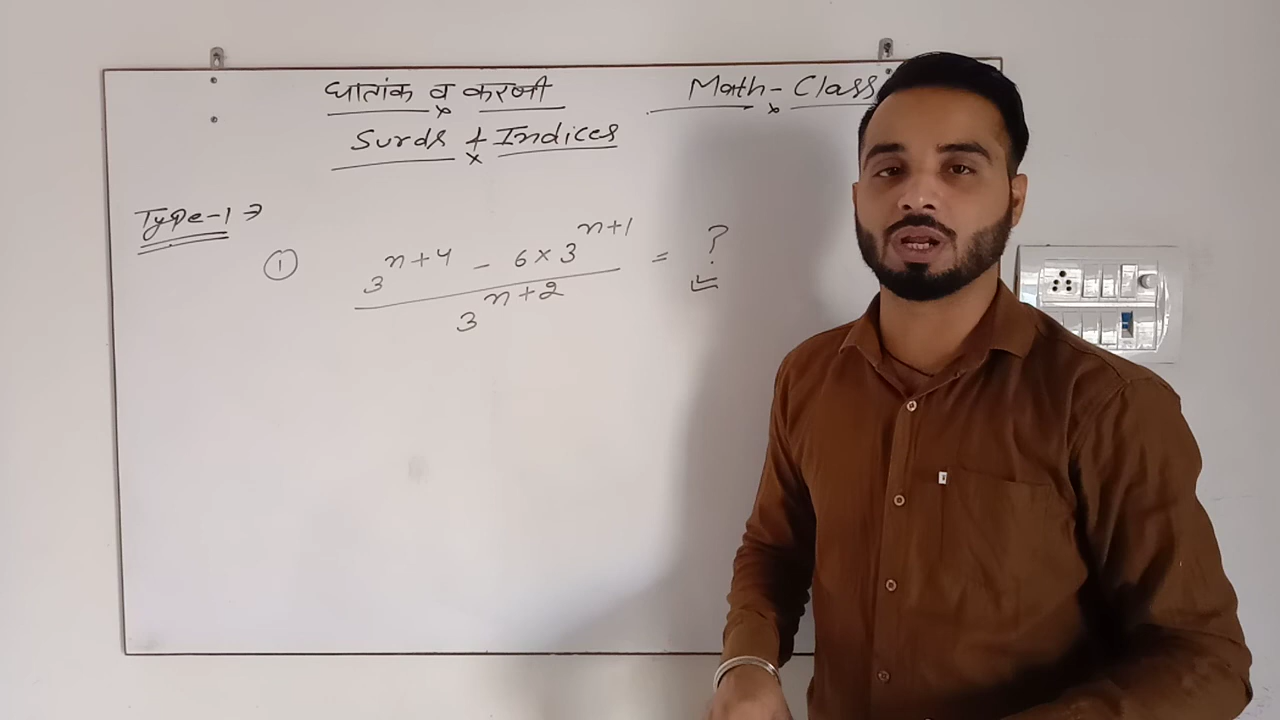 घातांक व करणी
Math-Class
Surds + Indices
Type-1 →
① 3^{n+4} - 6×3^{n+1} / 3^{n+2} = ?